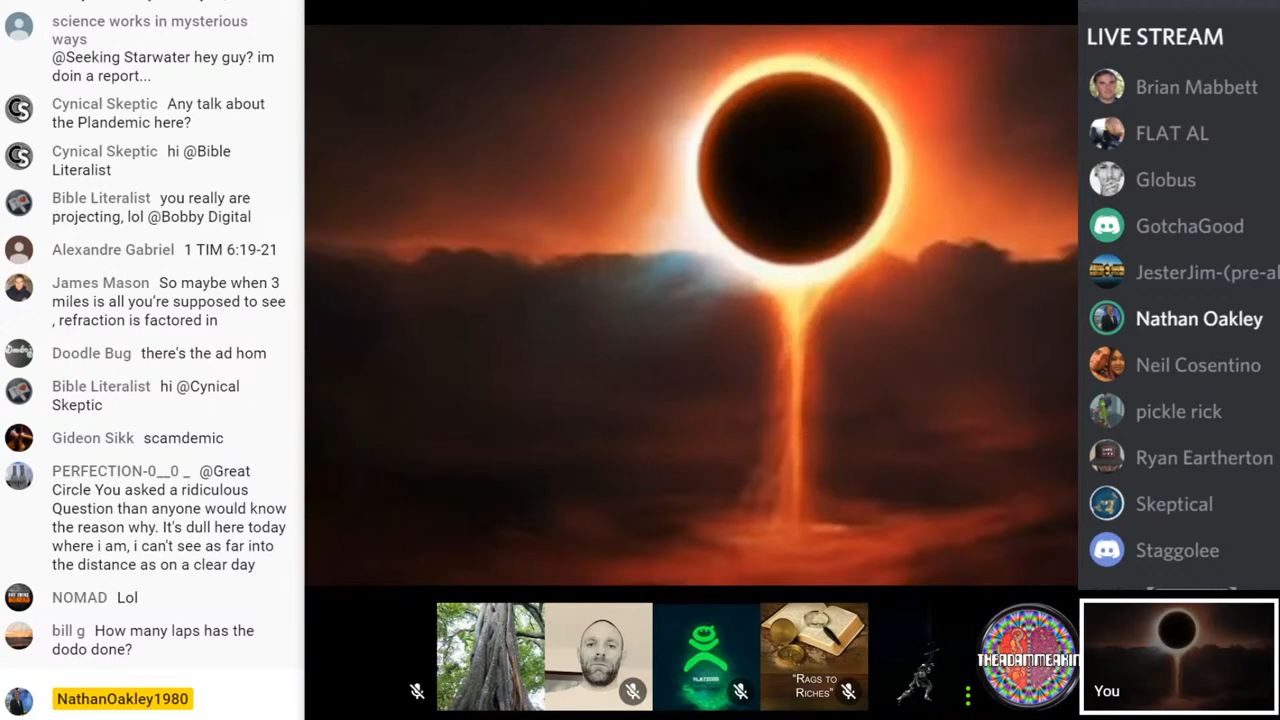 science works in mysterious
ways
@Seeking Starwater hey guy? im
doin a report...
Cynical Skeptic Any talk about
the Plandemic here?
Cynical Skeptic hi @Bible
Literalist
Bible Literalist you really are
projecting, lol @Bobby Digital
Alexandre Gabriel 1 TIM 6:19-21
James Mason So maybe when 3
miles is all you’re supposed to see
, refraction is factored in
Doodle Bug there's the ad hom
Bible Literalist hi @Cynical
Skeptic
Gideon Sikk scamdemic
PERFECTION-0__0 _ @Great
Circle You asked a ridiculous
Question than anyone would know
the reason why. It's dull here today
where i am, i can't see as far into
the distance as on a clear day
NOMAD Lol
bill g How many laps has the
dodo done?
NathanOakley1980
"RAGS TO
RICHES"
THEADAMMEAKIN
LIVE STREAM
Brian Mabbett
FLAT AL
Globus
GotchaGood
JesterJim-(pre-al
Nathan Oakley
Neil Cosentino
pickle rick
Ryan Eartherton
Skeptical
Staggolee
You